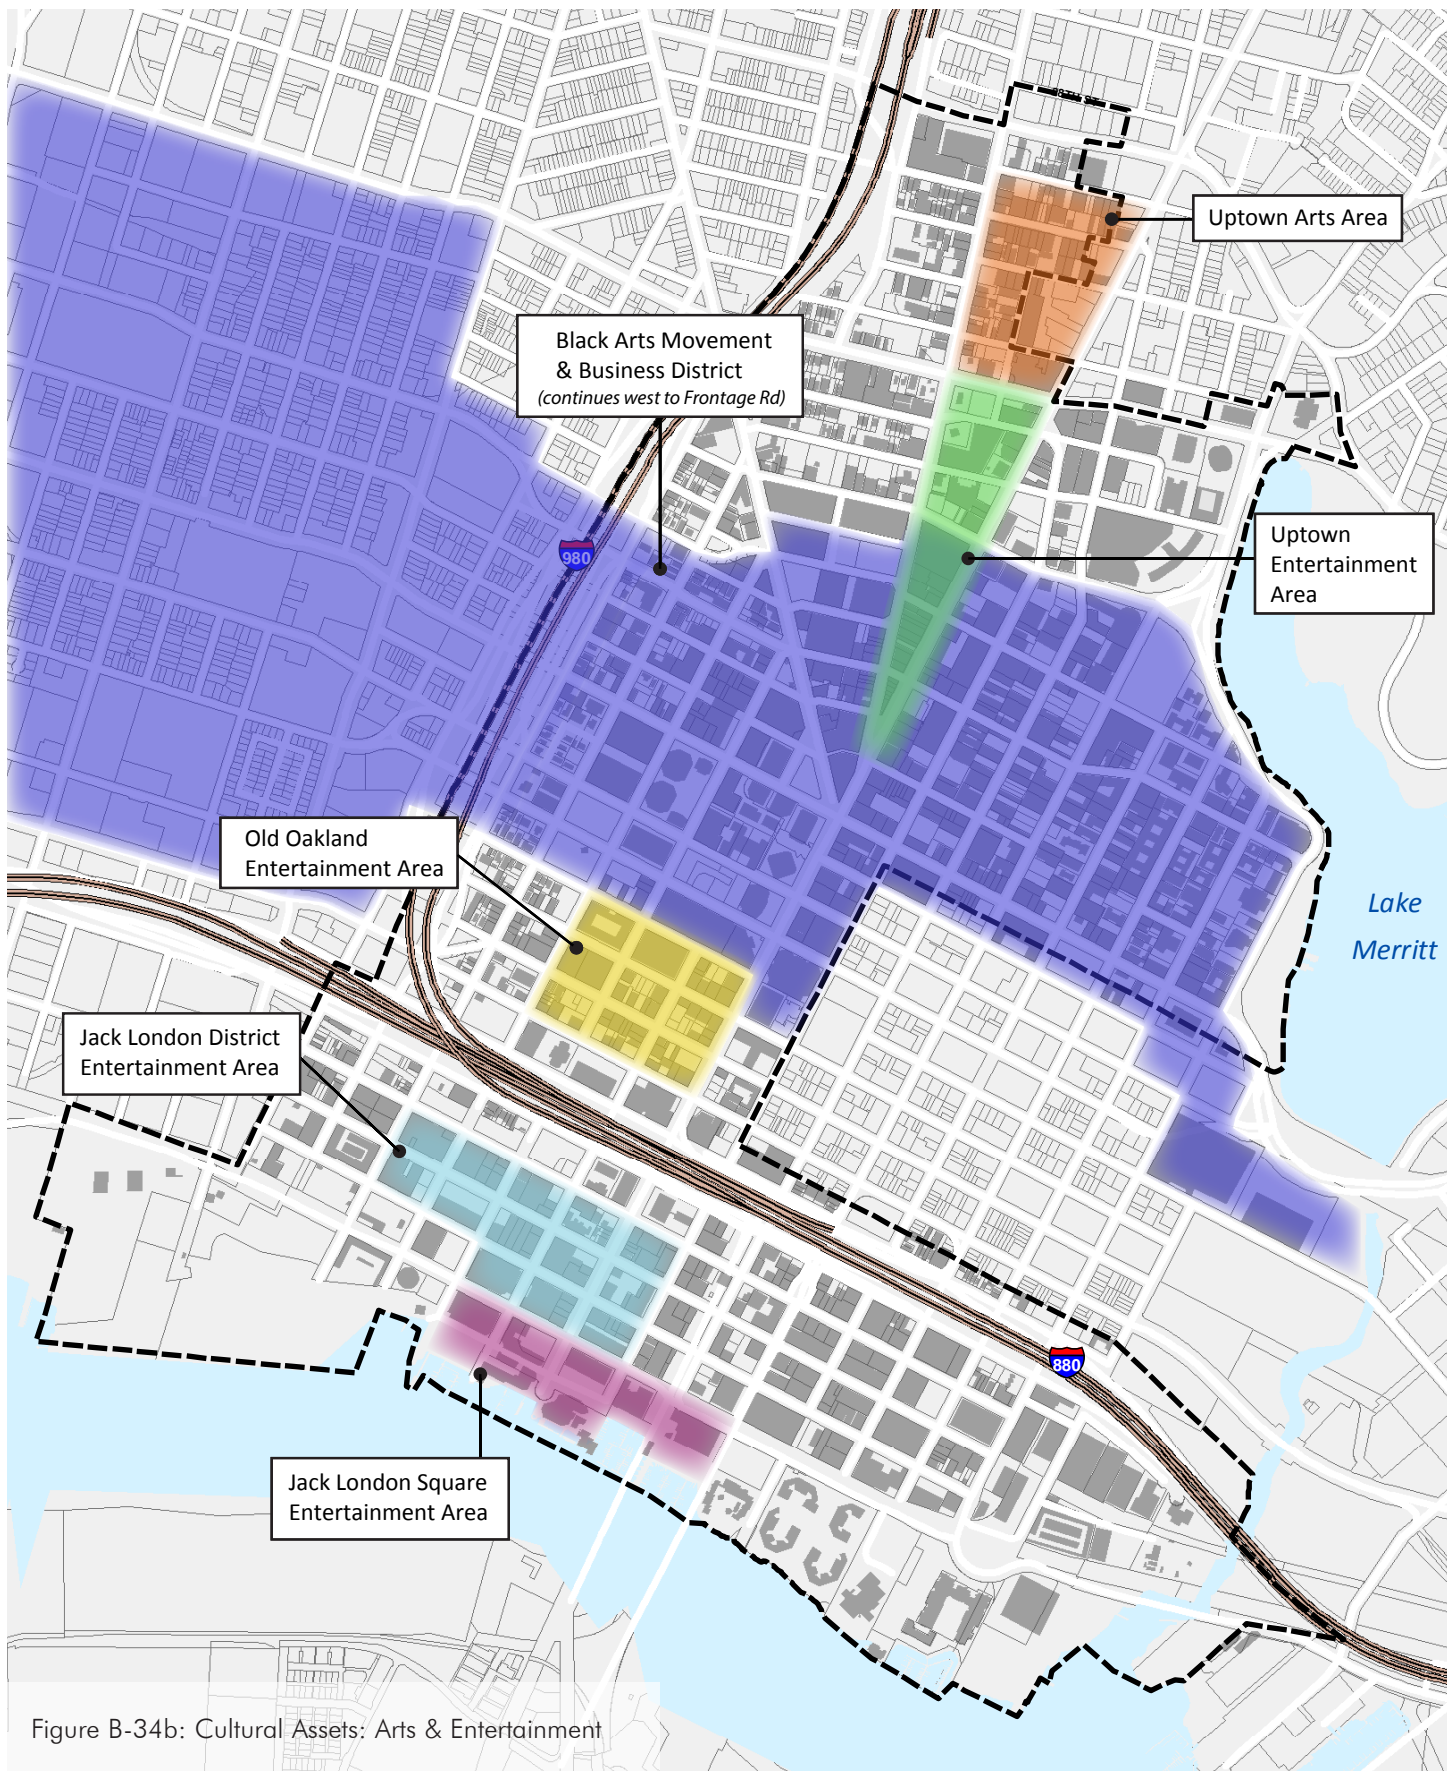 Uptown Arts Area
Black Arts Movement
& Business District
(continues west to Frontage Rd)
Uptown
Entertainment
Area
980
Old Oakland
Entertainment Area
Lake
Merritt
Jack London District
Entertainment Area
880
Jack London Square
Entertainment Area
Figure B-34b: Cultural Assets: Arts & Entertainment